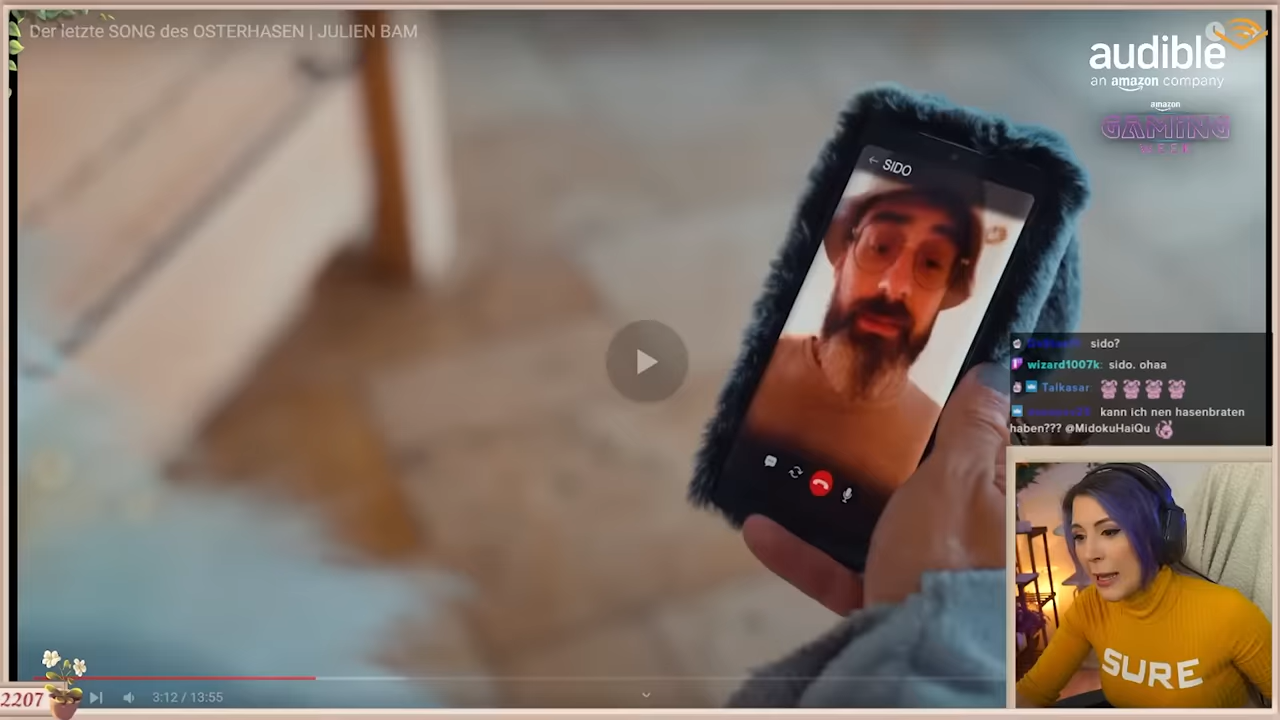 Der letzte SONG des OSTERHASEN | JULIEN BAM
audible
an amazon company
amazon
GAMING
WEEK
← SIDO
sido?
wizard1007k: sido. ohaa
Talkasar:
kann ich nen hasenbraten
haben??? @MidokuHaiQu
SURE
2207
3:12 / 13:55